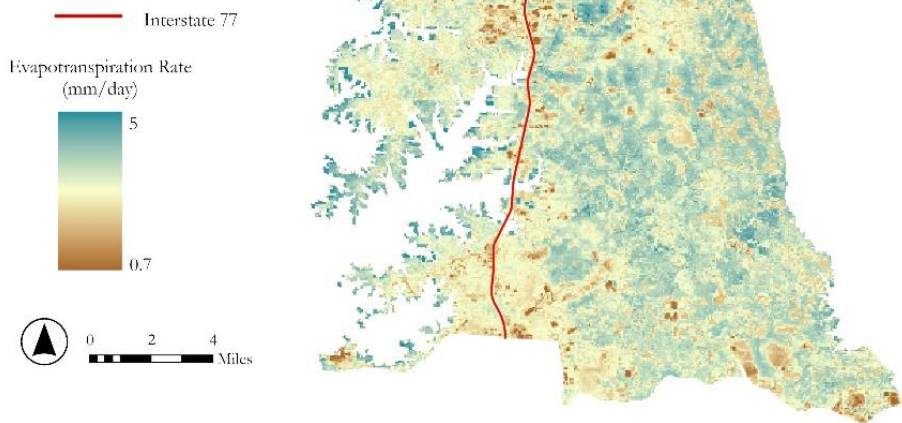 Interstate 77
Evapotranspiration Rate
(mm/day)
5
0.7
0 2 4
Miles